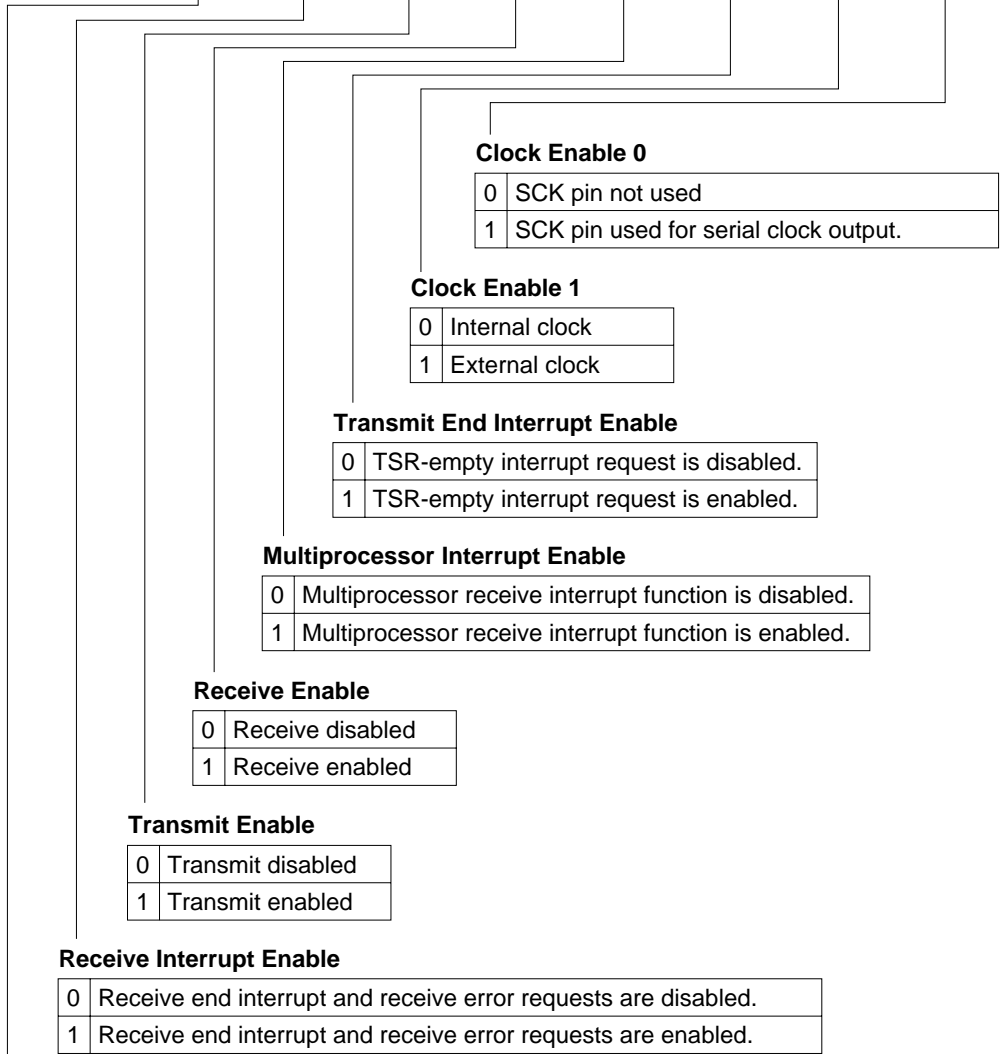 Clock Enable 0
0 SCK pin not used
1 SCK pin used for serial clock output.
Clock Enable 1
0 Internal clock
1 External clock
Transmit End Interrupt Enable
0 TSR-empty interrupt request is disabled.
1 TSR-empty interrupt request is enabled.
Multiprocessor Interrupt Enable
0 Multiprocessor receive interrupt function is disabled.
1 Multiprocessor receive interrupt function is enabled.
Receive Enable
0 Receive disabled
1 Receive enabled
Transmit Enable
0 Transmit disabled
1 Transmit enabled
Receive Interrupt Enable
0 Receive end interrupt and receive error requests are disabled.
1 Receive end interrupt and receive error requests are enabled.